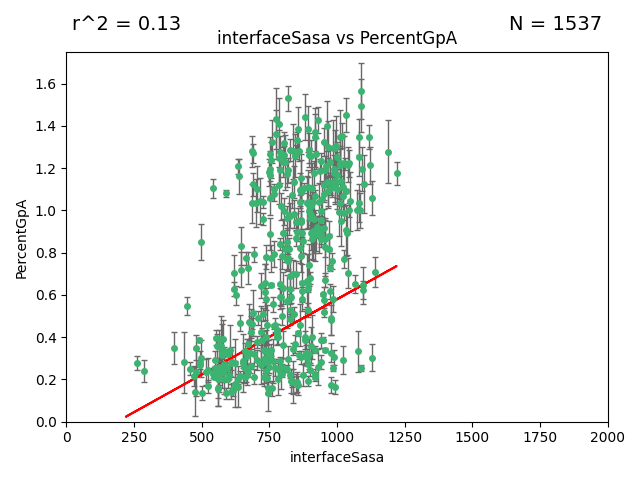 r^2 = 0.13
N = 1537
interfaceSasa vs PercentGpA
PercentGpA
1.6
1.4
1.2
1.0
0.8
0.6
0.4
0.2
0.0
0 250 500 750 1000 1250 1500 1750 2000
interfaceSasa